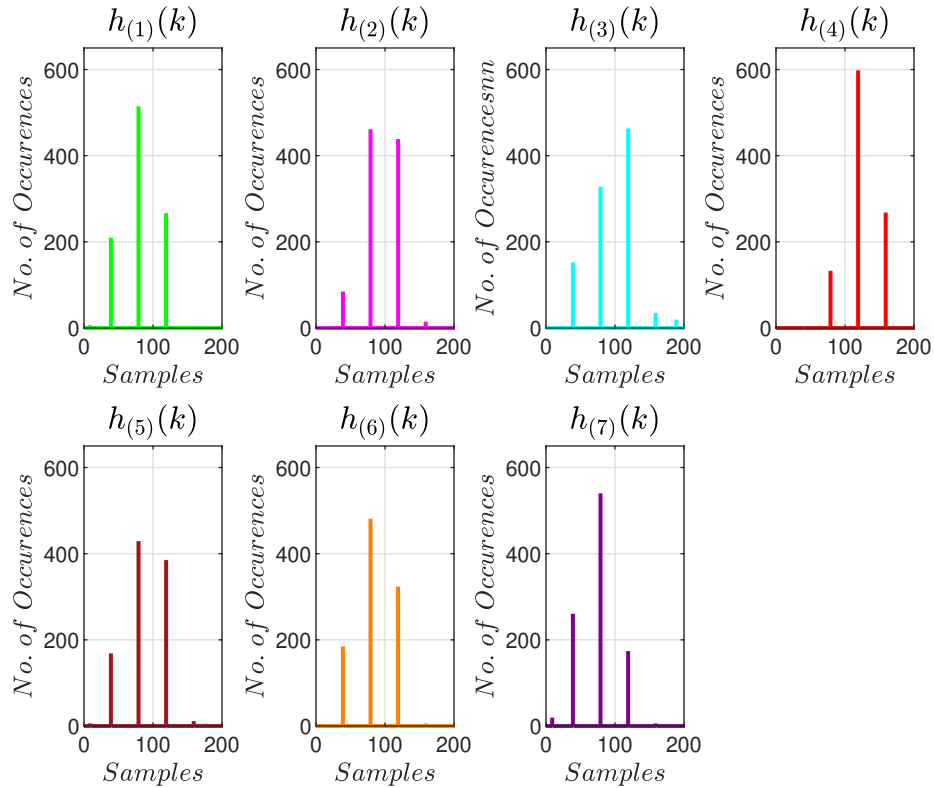 h(1)(k)
h(2)(k)
h(3)(k)
h(4)(k)
No. of Occurences
600
400
200
0
0 100 200
Samples
No. of Occurences
600
400
200
0
0 100 200
Samples
No. of Occurencesnn
600
400
200
0
0 100 200
Samples
No. of Occurences
600
400
200
0
0 100 200
Samples
h(5)(k)
h(6)(k)
h(7)(k)
No. of Occurences
600
400
200
0
0 100 200
Samples
No. of Occurences
600
400
200
0
0 100 200
Samples
No. of Occurences
600
400
200
0
0 100 200
Samples